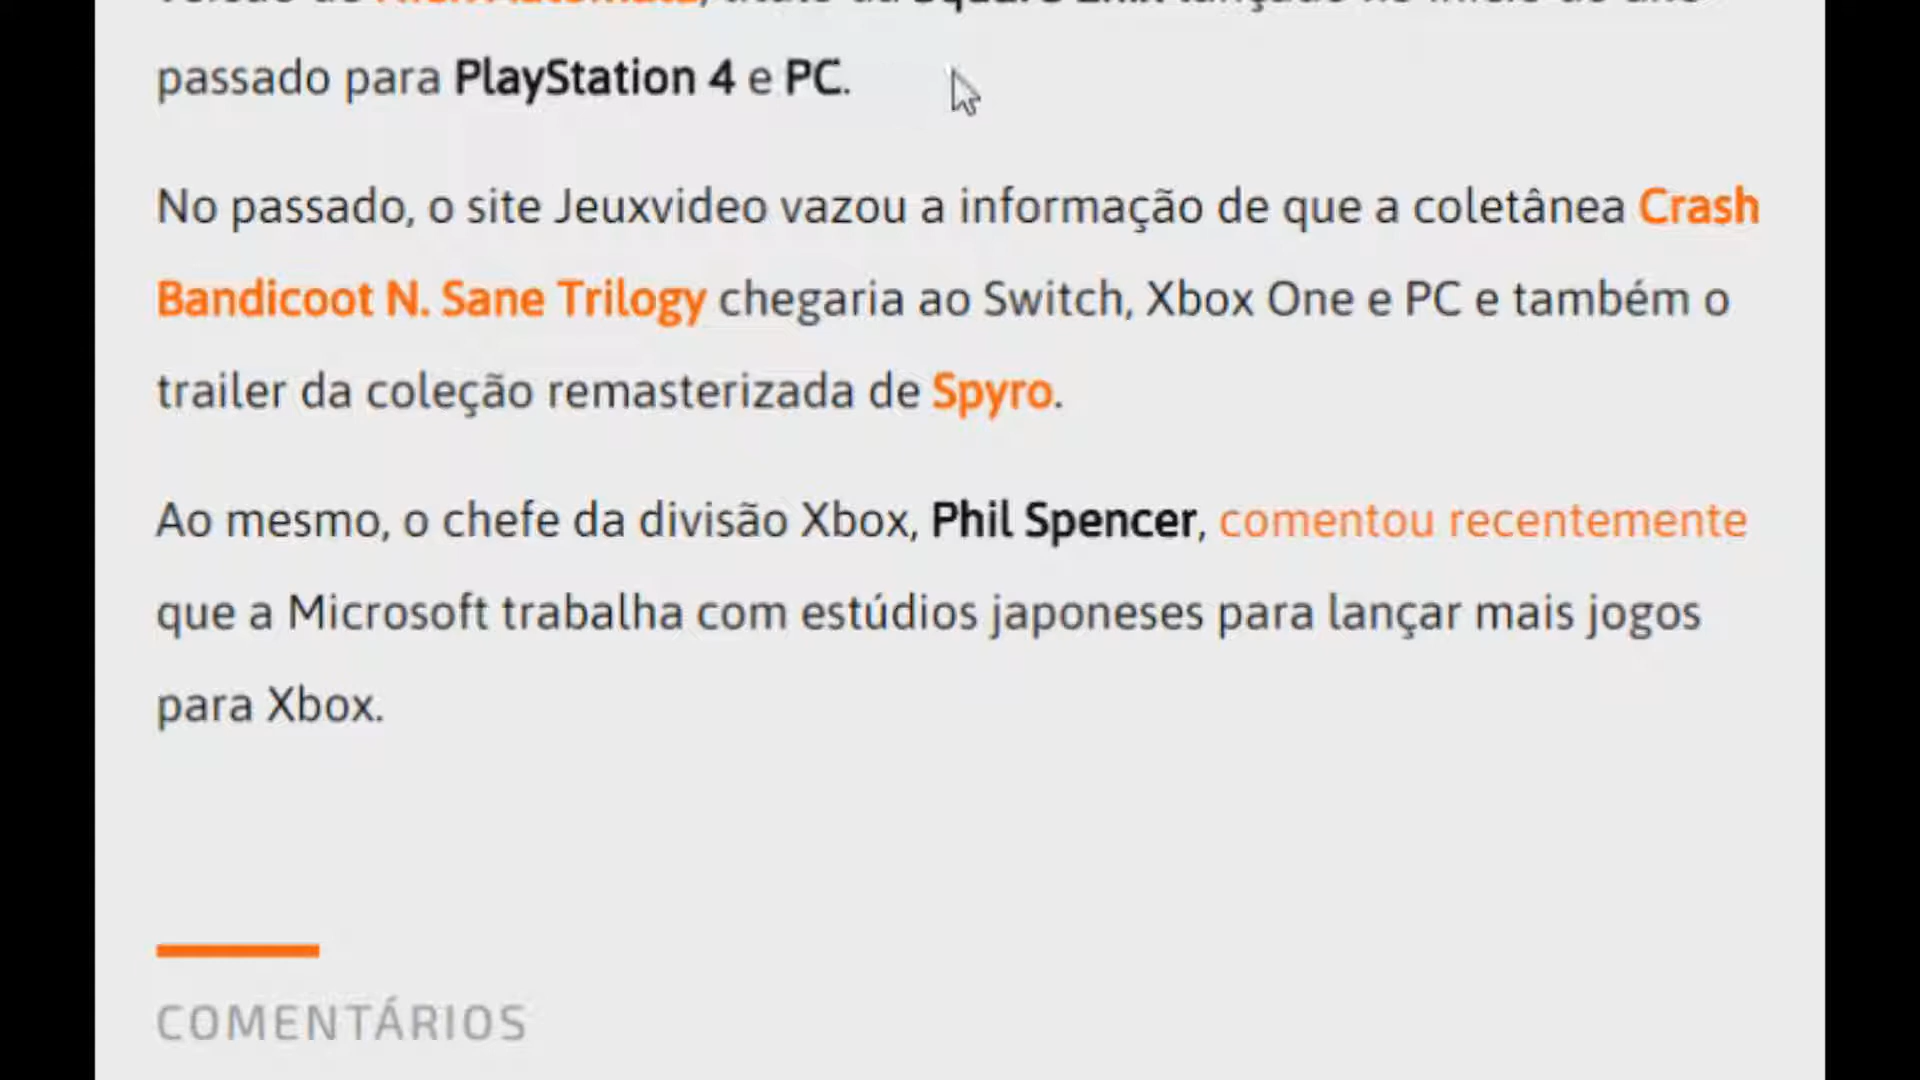 passado para PlayStation 4 e PC.
No passado, o site Jeuxvideo vazou a informação de que a coletânea Crash
Bandicoot N. Sane Trilogy chegaria ao Switch, Xbox One e PC e também o
trailer da coleção remasterizada de Spyro.
Ao mesmo, o chefe da divisão Xbox, Phil Spencer, comentou recentemente
que a Microsoft trabalha com estúdios japoneses para lançar mais jogos
para Xbox.
COMENTÁRIOS